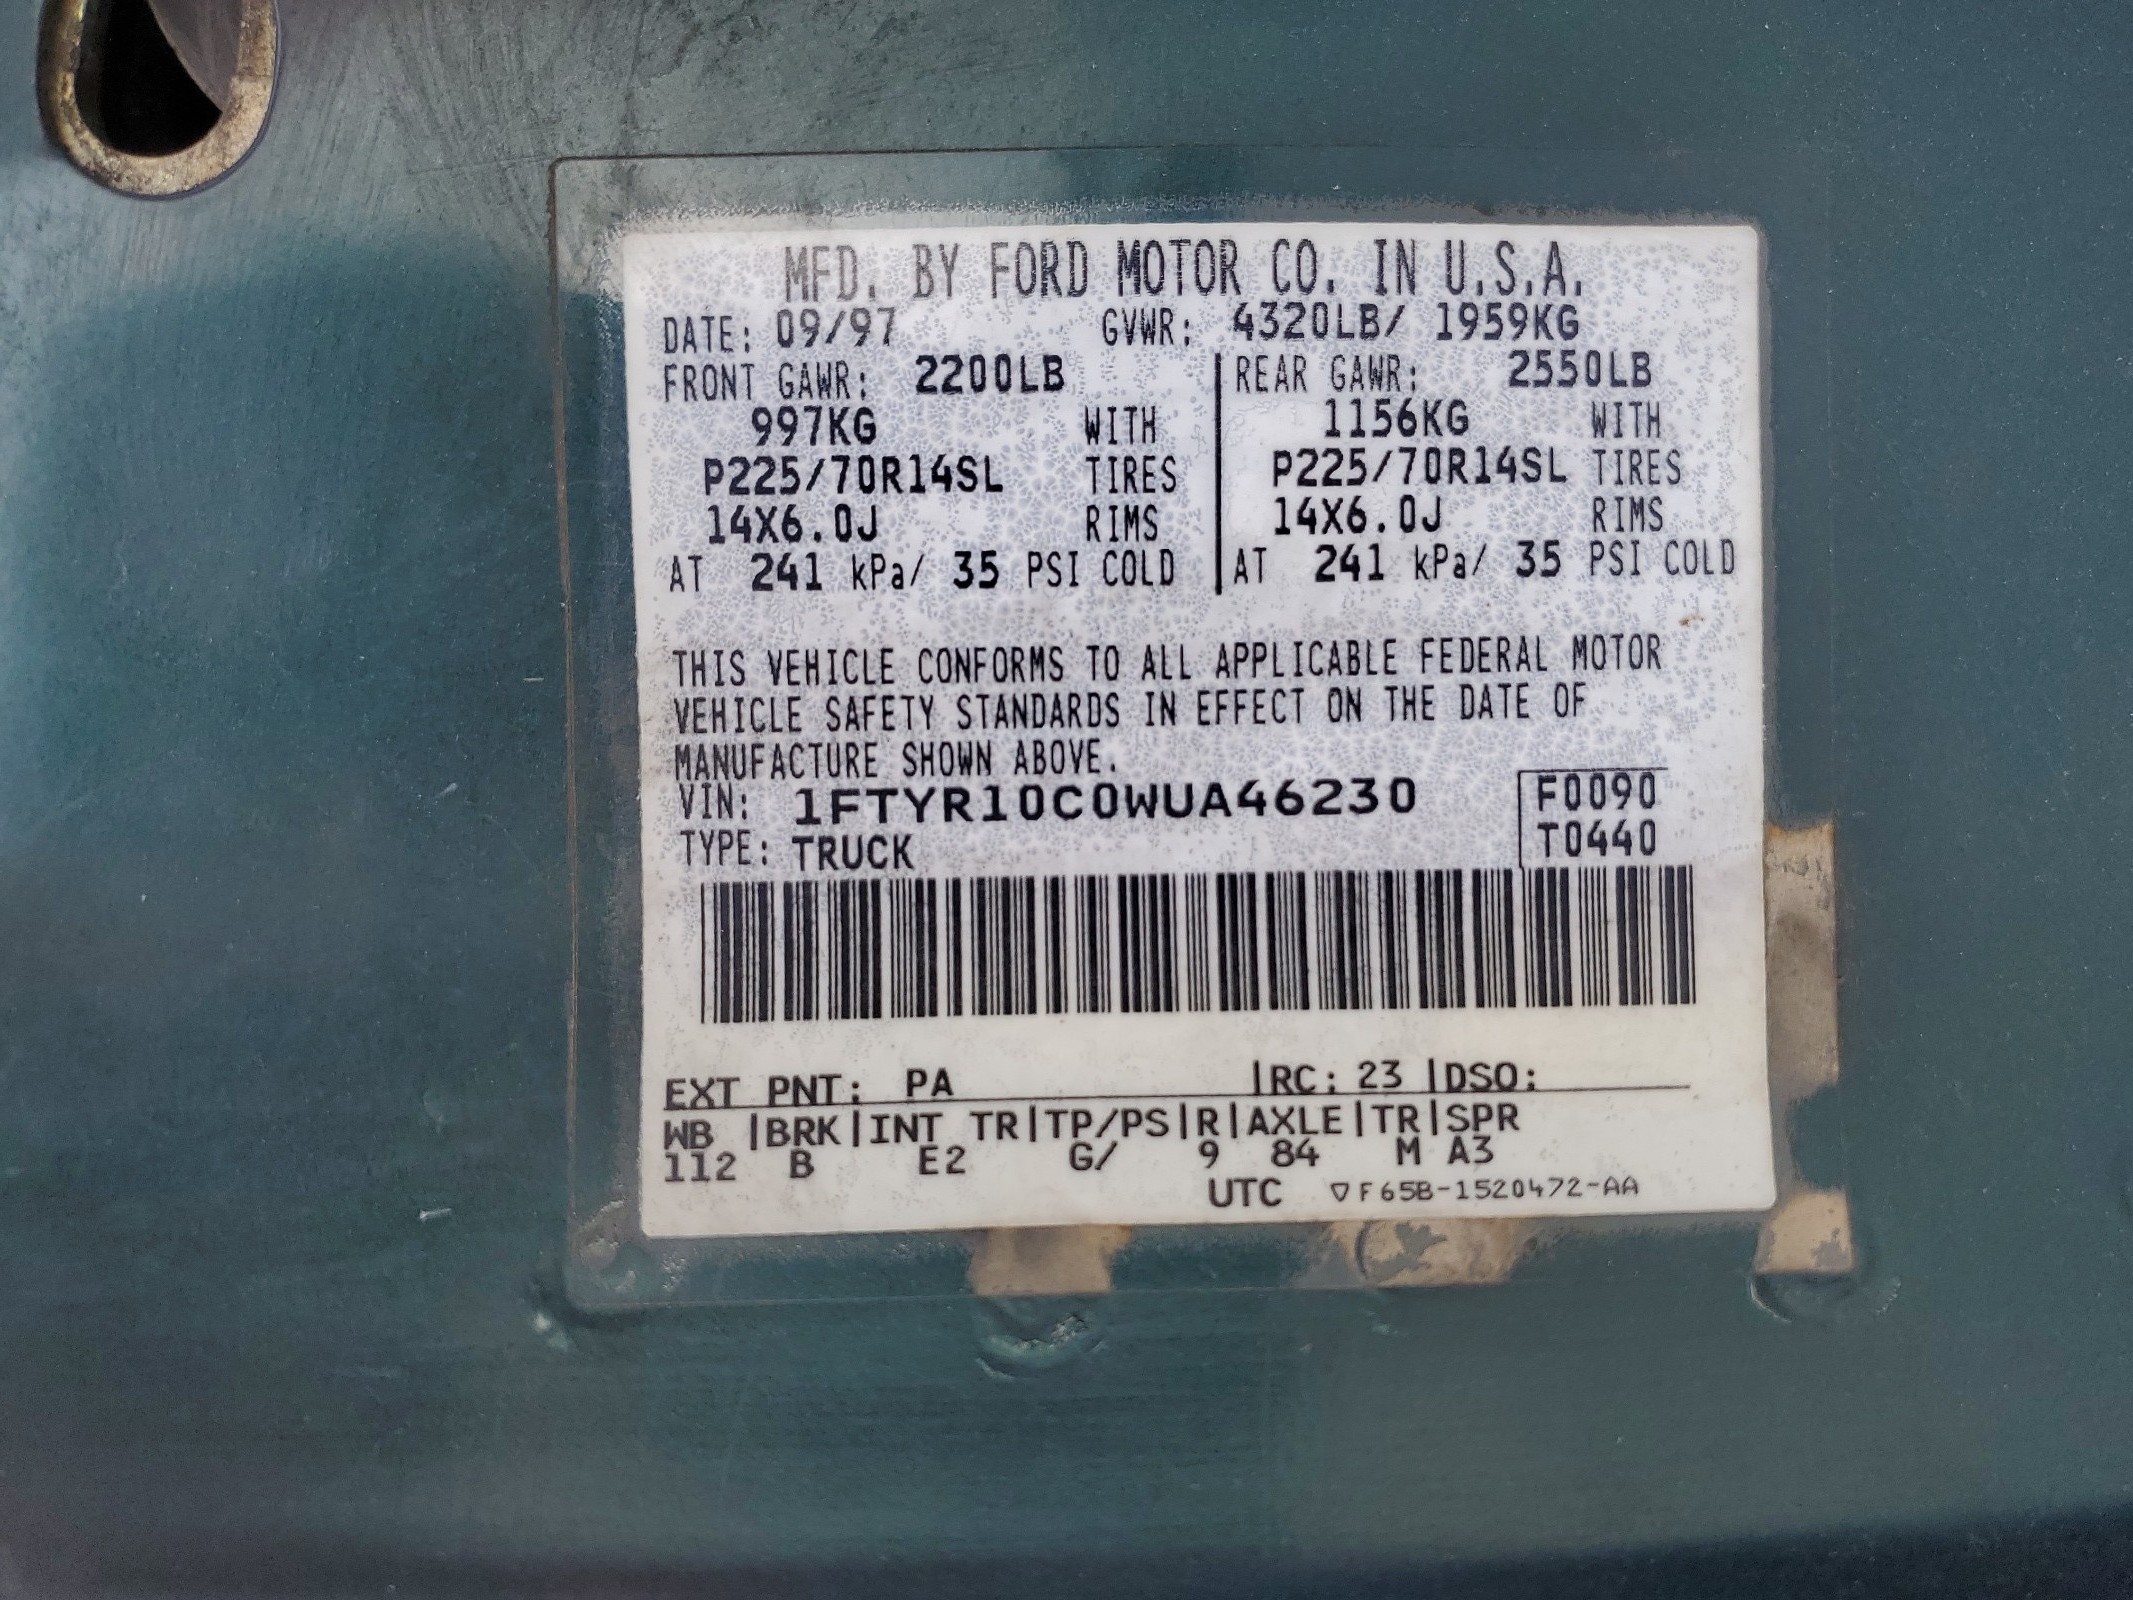 MFD. BY FORD MOTOR CO. IN U.S.A.
DATE: 09/97 GVWR: 4320LB/ 1959KG
FRONT GAWR: 2200LB REAR GAWR: 2550LB
997KG WITH 1156KG WITH
P225/70R14SL TIRES P225/70R14SL TIRES
14X6.0J RIMS 14X6.0J RIMS
AT 241 kPa/ 35 PSI COLD AT 241 kPa/ 35 PSI COLD
THIS VEHICLE CONFORMS TO ALL APPLICABLE FEDERAL MOTOR
VEHICLE SAFETY STANDARDS IN EFFECT ON THE DATE OF
MANUFACTURE SHOWN ABOVE.
VIN: 1FTYR10C0WUA46230 F0090
TYPE: TRUCK T0440
EXT PNT: PA |RC: 23 |DSO:
WB |BRK|INT TR|TP/PS|R|AXLE|TR|SPR
112 B E2 G/ 9 84 M A3
UTC ▽F65B-1520472-AA